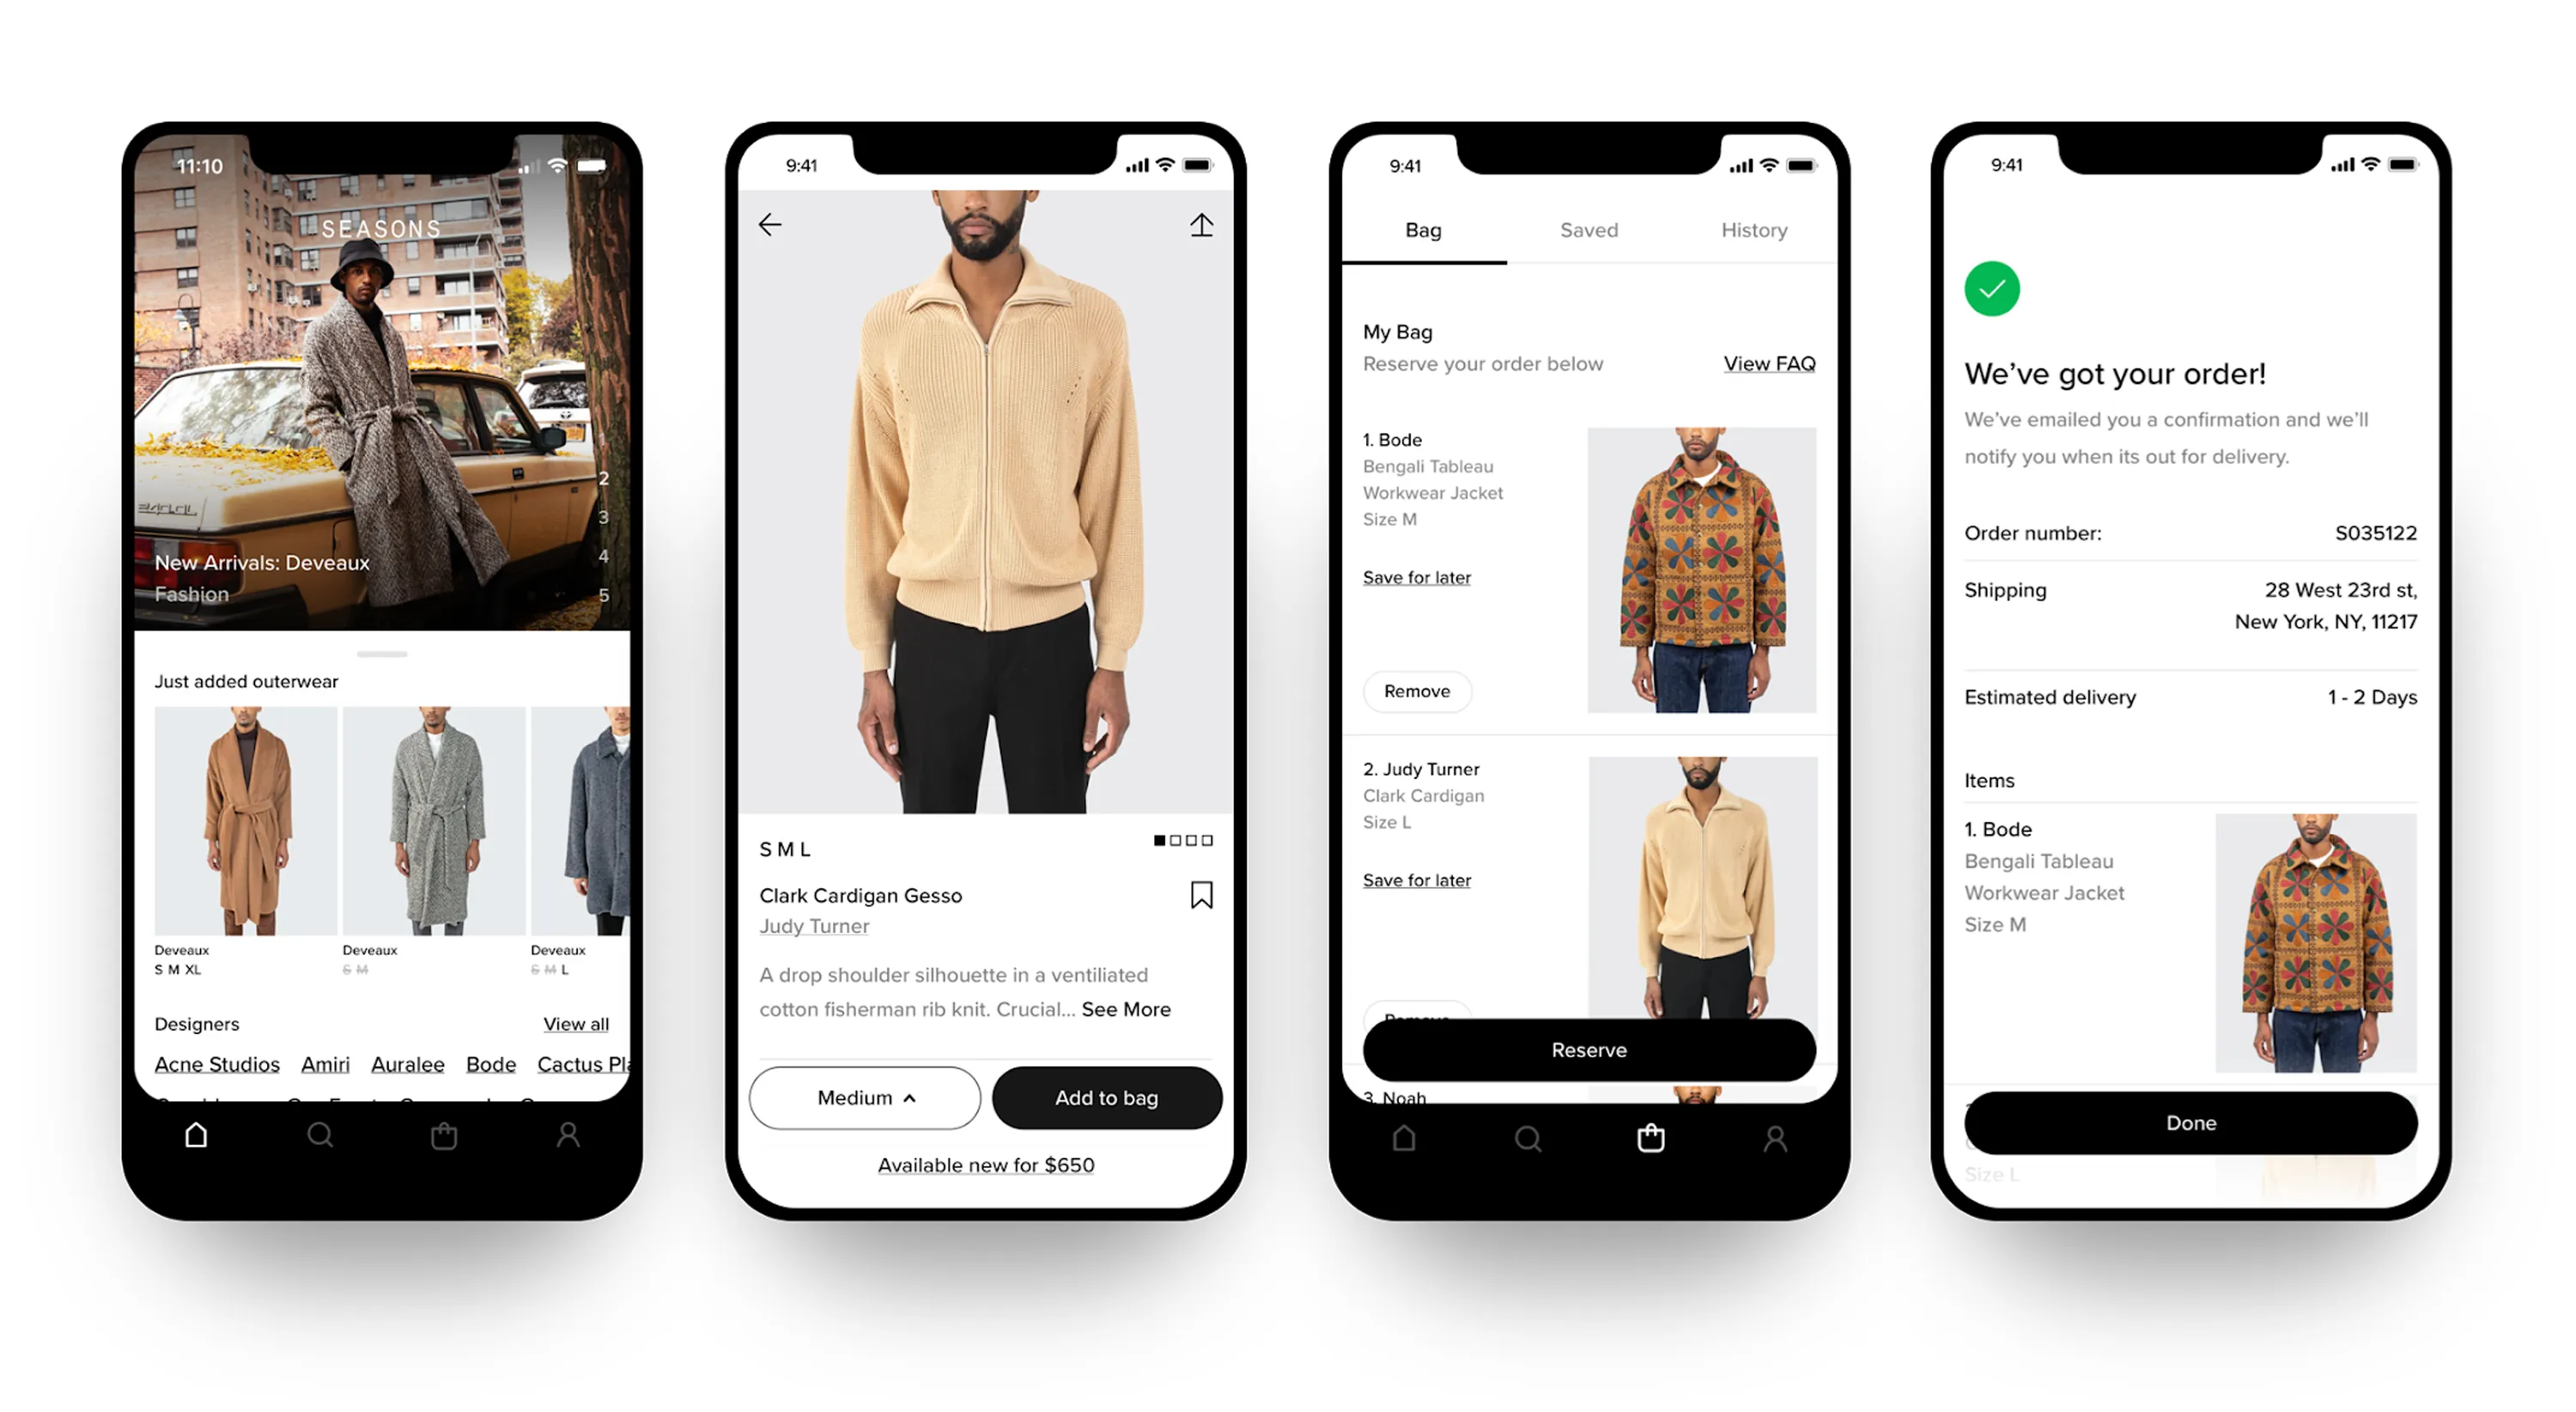 11:10
SEASONS
1
2
3
4
5
New Arrivals: Deveaux
Fashion
Just added outerwear
Deveaux
S M XL
Deveaux
S M
Deveaux
S M L
Designers
View all
Acne Studios Amiri Auralee Bode Cactus Pla
9:41
S M L
Clark Cardigan Gesso
Judy Turner
A drop shoulder silhouette in a ventiliated
cotton fisherman rib knit. Crucial... See More
Medium
Add to bag
Available new for $650
9:41
Bag
Saved
History
My Bag
Reserve your order below
View FAQ
1. Bode
Bengali Tableau
Workwear Jacket
Size M
Save for later
Remove
2. Judy Turner
Clark Cardigan
Size L
Save for later
Remove
Reserve
3. Noah
9:41
We've got your order!
We've emailed you a confirmation and we'll
notify you when its out for delivery.
Order number:
S035122
Shipping
28 West 23rd st,
New York, NY, 11217
Estimated delivery
1 - 2 Days
Items
1. Bode
Bengali Tableau
Workwear Jacket
Size M
Done
Size L